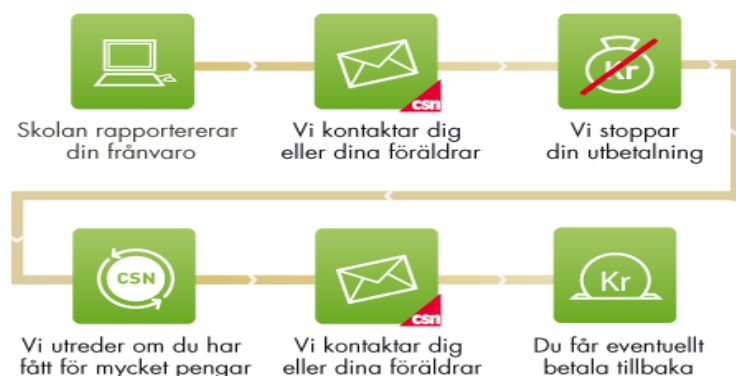 Kr
csn
Skolan rapportererar
din frånvaro
Vi kontaktar dig
eller dina föräldrar
Vi stoppar
din utbetalning
CSN
csn
Kr
Vi utreder om du har
fått för mycket pengar
Vi kontaktar dig
eller dina föräldrar
Du får eventuellt
betala tillbaka